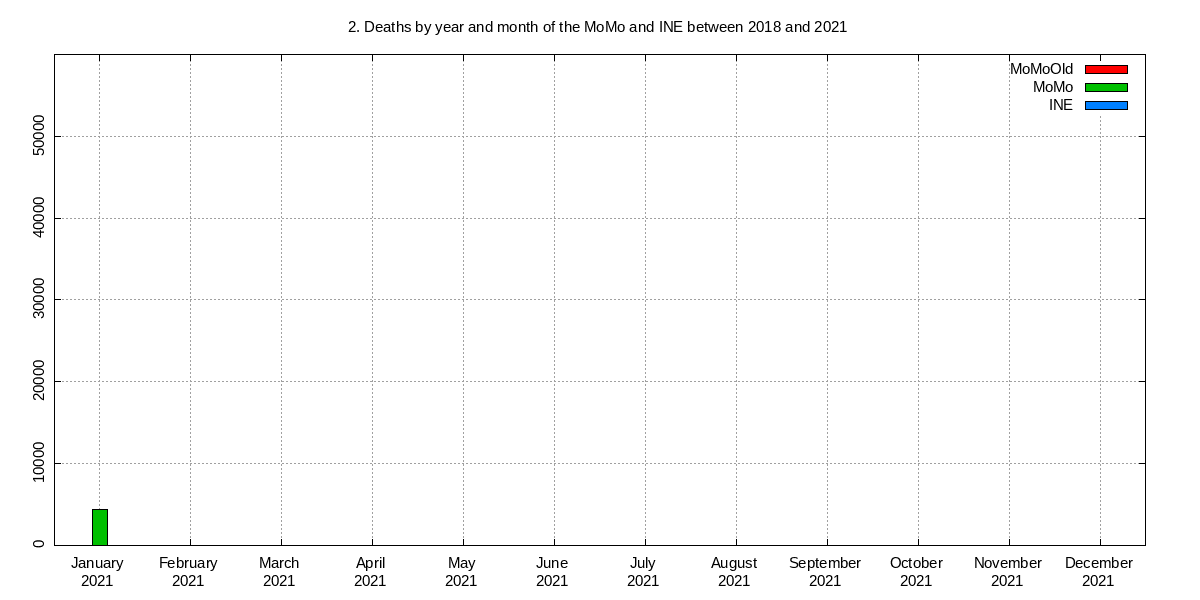 2. Deaths by year and month of the MoMo and INE between 2018 and 2021
MoMoOld
MoMo
INE
50000
40000
30000
20000
10000
0
January February March April May June July August September October November December
2021 2021 2021 2021 2021 2021 2021 2021 2021 2021 2021 2021